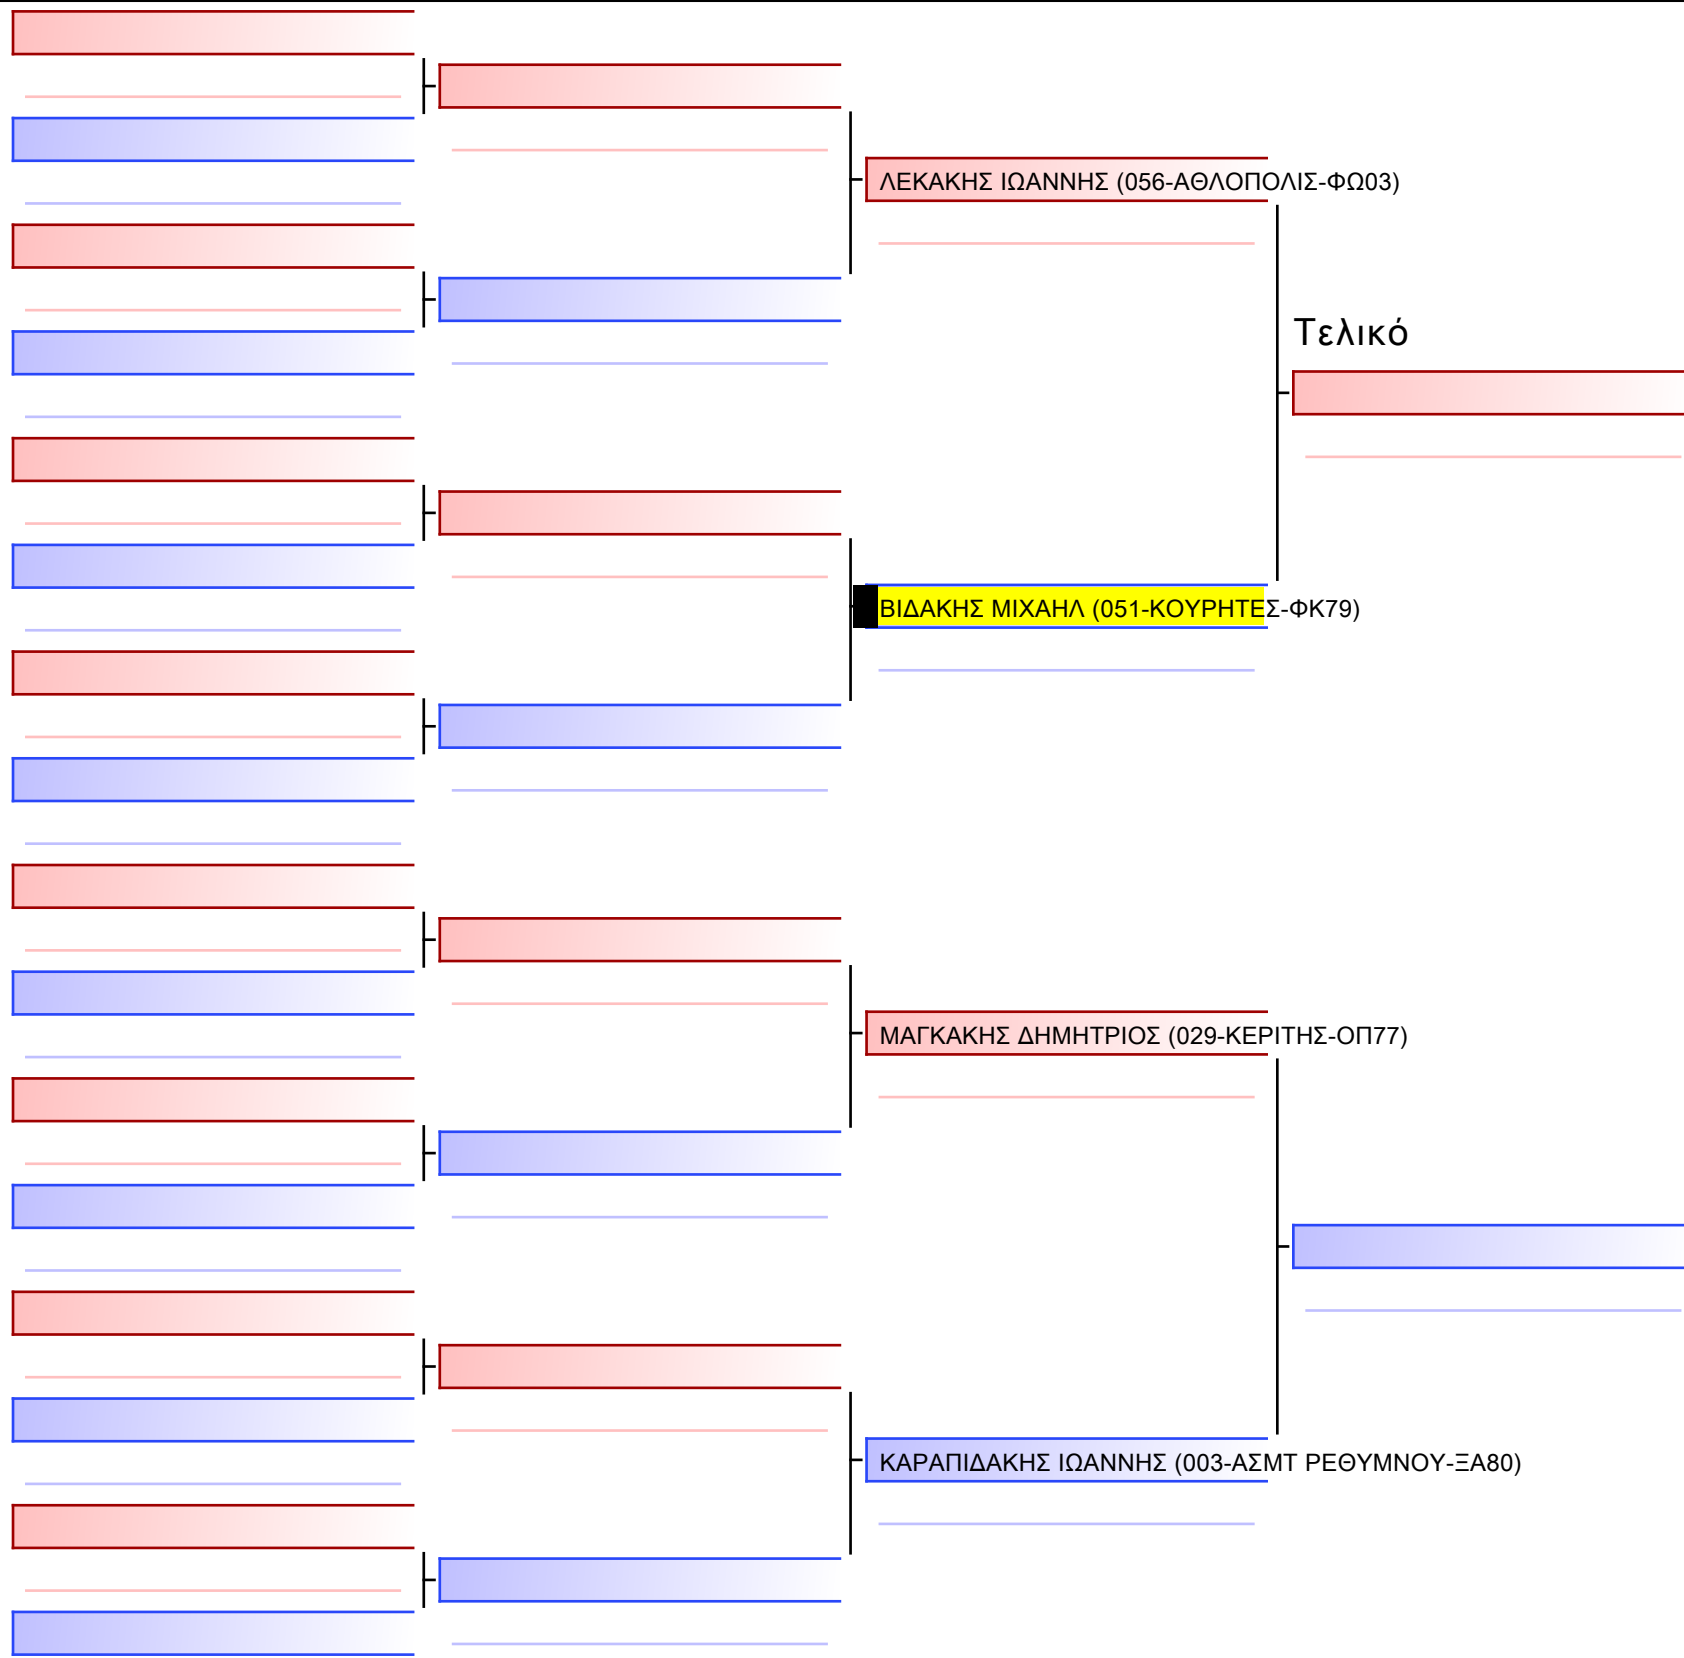 ΛΕΚΑΚΗΣ ΙΩΑΝΝΗΣ (056-ΑΘΛΟΠΟΛΙΣ-ΦΩ03)
Τελικό
ΒΙΔΑΚΗΣ ΜΙΧΑΗΛ (051-ΚΟΥΡΗΤΕΣ-ΦΚ79)
ΜΑΓΚΑΚΗΣ ΔΗΜΗΤΡΙΟΣ (029-ΚΕΡΙΤΗΣ-ΟΠ77)
ΚΑΡΑΠΙΔΑΚΗΣ ΙΩΑΝΝΗΣ (003-ΑΣΜΤ ΡΕΘΥΜΝΟΥ-ΞΑ80)